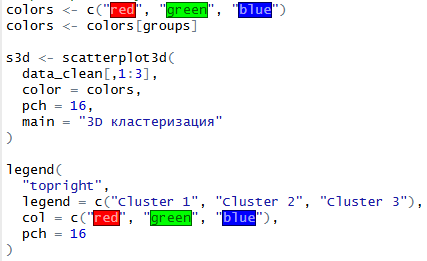 colors <- c("red", "green", "blue")
colors <- colors[groups]
s3d <- scatterplot3d(
data_clean[,1:3],
color = colors,
pch = 16,
main = "3D кластеризация"
)
legend(
"topright",
legend = c("Cluster 1", "Cluster 2", "Cluster 3"),
col = c("red", "green", "blue"),
pch = 16
)